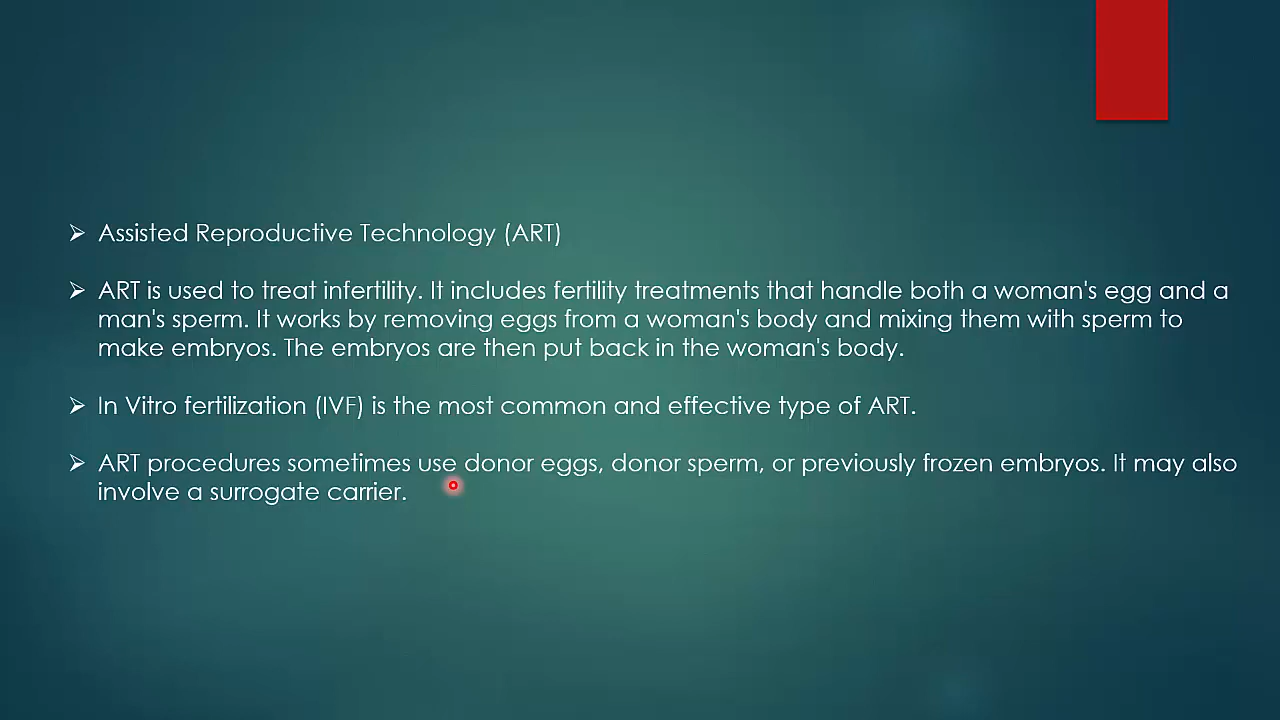 Assisted Reproductive Technology (ART)
ART is used to treat infertility. It includes fertility treatments that handle both a woman's egg and a
man's sperm. It works by removing eggs from a woman's body and mixing them with sperm to
make embryos. The embryos are then put back in the woman's body.
In Vitro fertilization (IVF) is the most common and effective type of ART.
ART procedures sometimes use donor eggs, donor sperm, or previously frozen embryos. It may also
involve a surrogate carrier.